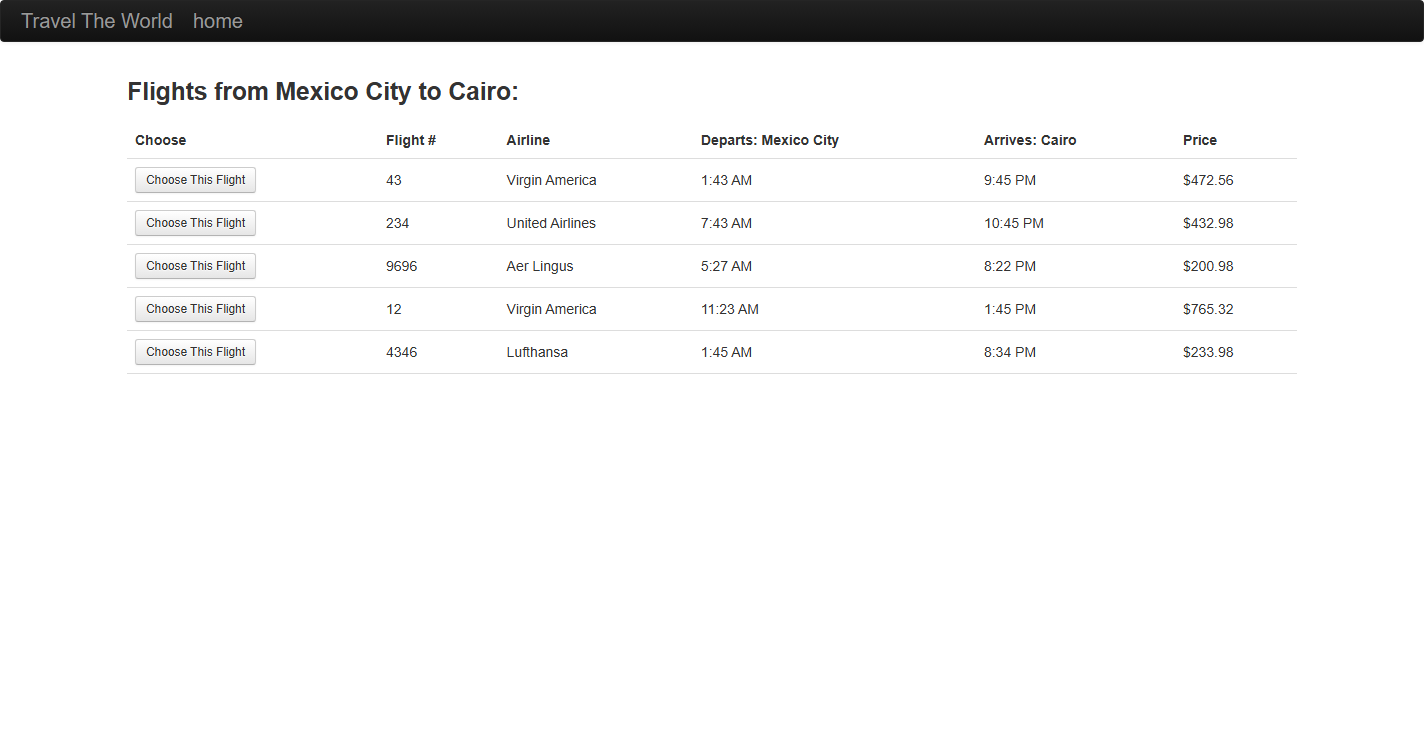 Travel The World home
Flights from Mexico City to Cairo:
Choose Flight # Airline Departs: Mexico City Arrives: Cairo Price
Choose This Flight 43 Virgin America 1:43 AM 9:45 PM $472.56
Choose This Flight 234 United Airlines 7:43 AM 10:45 PM $432.98
Choose This Flight 9696 Aer Lingus 5:27 AM 8:22 PM $200.98
Choose This Flight 12 Virgin America 11:23 AM 1:45 PM $765.32
Choose This Flight 4346 Lufthansa 1:45 AM 8:34 PM $233.98